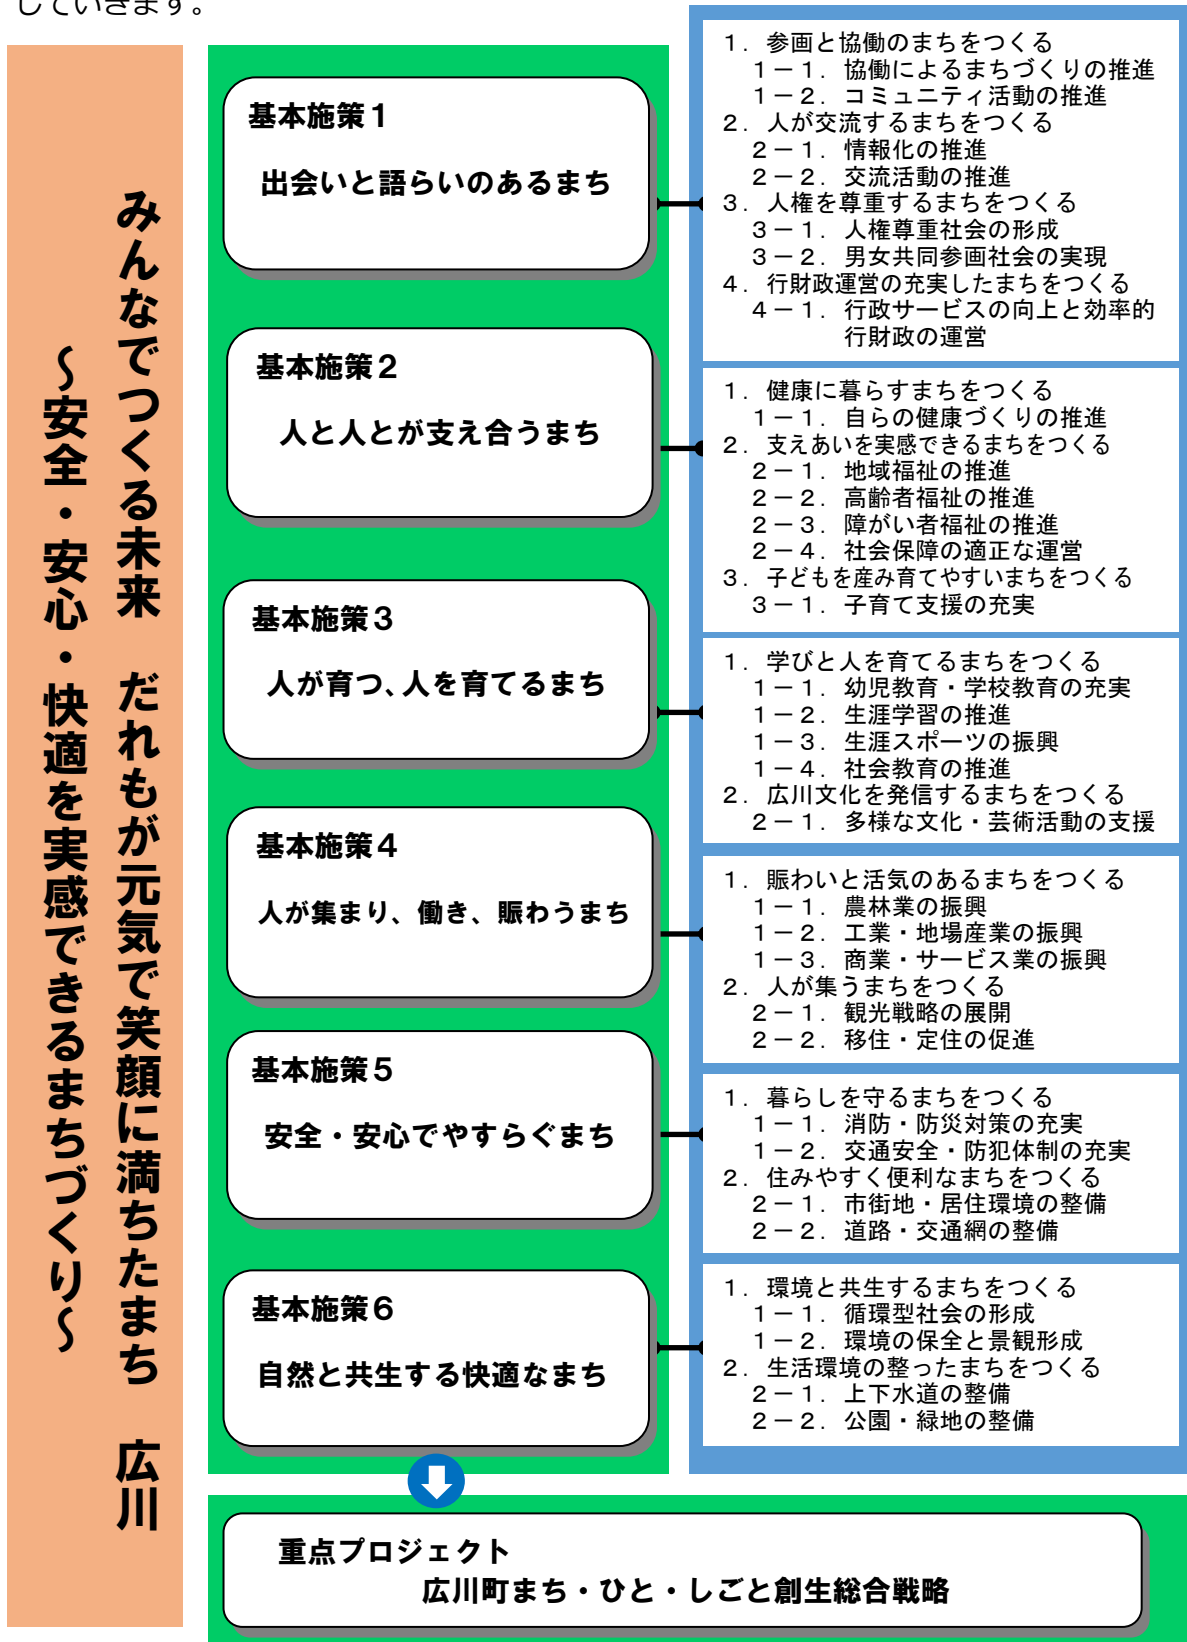 していきます。
みんなでつくる未来　だれもが元気で笑顔に満ちたまち　広川
～安全・安心・快適を実感できるまちづくり～
基本施策１
出会いと語らいのあるまち
１．参画と協働のまちをつくる
１－１．協働によるまちづくりの推進
１－２．コミュニティ活動の推進
２．人が交流するまちをつくる
２－１．情報化の推進
２－２．交流活動の推進
３．人権を尊重するまちをつくる
３－１．人権尊重社会の形成
３－２．男女共同参画社会の実現
４．行財政運営の充実したまちをつくる
４－１．行政サービスの向上と効率的
行財政の運営
基本施策２
人と人とが支え合うまち
１．健康に暮らすまちをつくる
１－１．自らの健康づくりの推進
２．支えあいを実感できるまちをつくる
２－１．地域福祉の推進
２－２．高齢者福祉の推進
２－３．障がい者福祉の推進
２－４．社会保障の適正な運営
３．子どもを産み育てやすいまちをつくる
３－１．子育て支援の充実
基本施策３
人が育つ、人を育てるまち
１．学びと人を育てるまちをつくる
１－１．幼児教育・学校教育の充実
１－２．生涯学習の推進
１－３．生涯スポーツの振興
１－４．社会教育の推進
２．広川文化を発信するまちをつくる
２－１．多様な文化・芸術活動の支援
基本施策４
人が集まり、働き、賑わうまち
１．賑わいと活気のあるまちをつくる
１－１．農林業の振興
１－２．工業・地場産業の振興
１－３．商業・サービス業の振興
２．人が集うまちをつくる
２－１．観光戦略の展開
２－２．移住・定住の促進
基本施策５
安全・安心でやすらぐまち
１．暮らしを守るまちをつくる
１－１．消防・防災対策の充実
１－２．交通安全・防犯体制の充実
２．住みやすく便利なまちをつくる
２－１．市街地・居住環境の整備
２－２．道路・交通網の整備
基本施策６
自然と共生する快適なまち
１．環境と共生するまちをつくる
１－１．循環型社会の形成
１－２．環境の保全と景観形成
２．生活環境の整ったまちをつくる
２－１．上下水道の整備
２－２．公園・緑地の整備
重点プロジェクト
広川町まち・ひと・しごと創生総合戦略